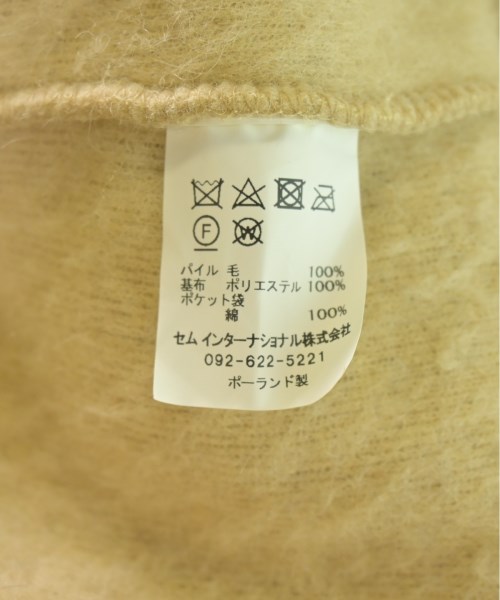 F W
パイル 毛 100%
基布 ポリエステル 100%
ポケット袋
綿 100%
セム インターナショナル株式会社
092-622-5221
ポーランド製